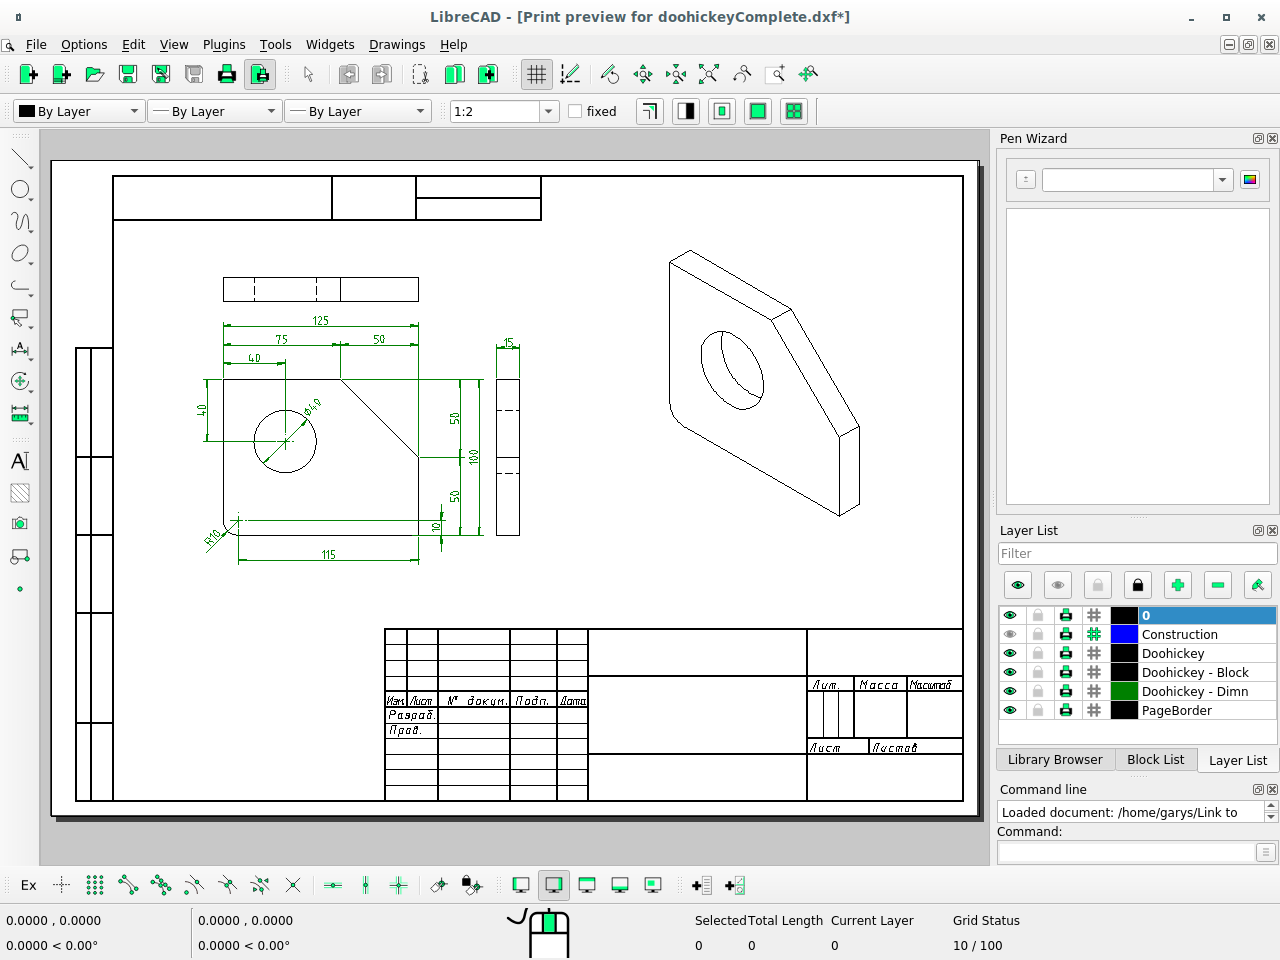 LibreCAD - [Print preview for doohickeyComplete.dxf*]
File Options Edit View Plugins Tools Widgets Drawings Help
By Layer By Layer By Layer 1:2 fixed
Pen Wizard
125
75 50
40
15
40
Ø40
50
100
50
10
R10
115
Изм. Лист № докум. Подп. Дата
Разраб.
Пров.
Лит. Масса Масштаб
Лист Листов
Layer List
Filter
0
Construction
Doohickey
Doohickey - Block
Doohickey - Dimn
PageBorder
Library Browser Block List Layer List
Command line
Loaded document: /home/garys/Link to
Command:
Ex
0.0000 , 0.0000 0.0000 , 0.0000 Selected Total Length Current Layer Grid Status
0.0000 < 0.00° 0.0000 < 0.00° 0 0 0 10 / 100